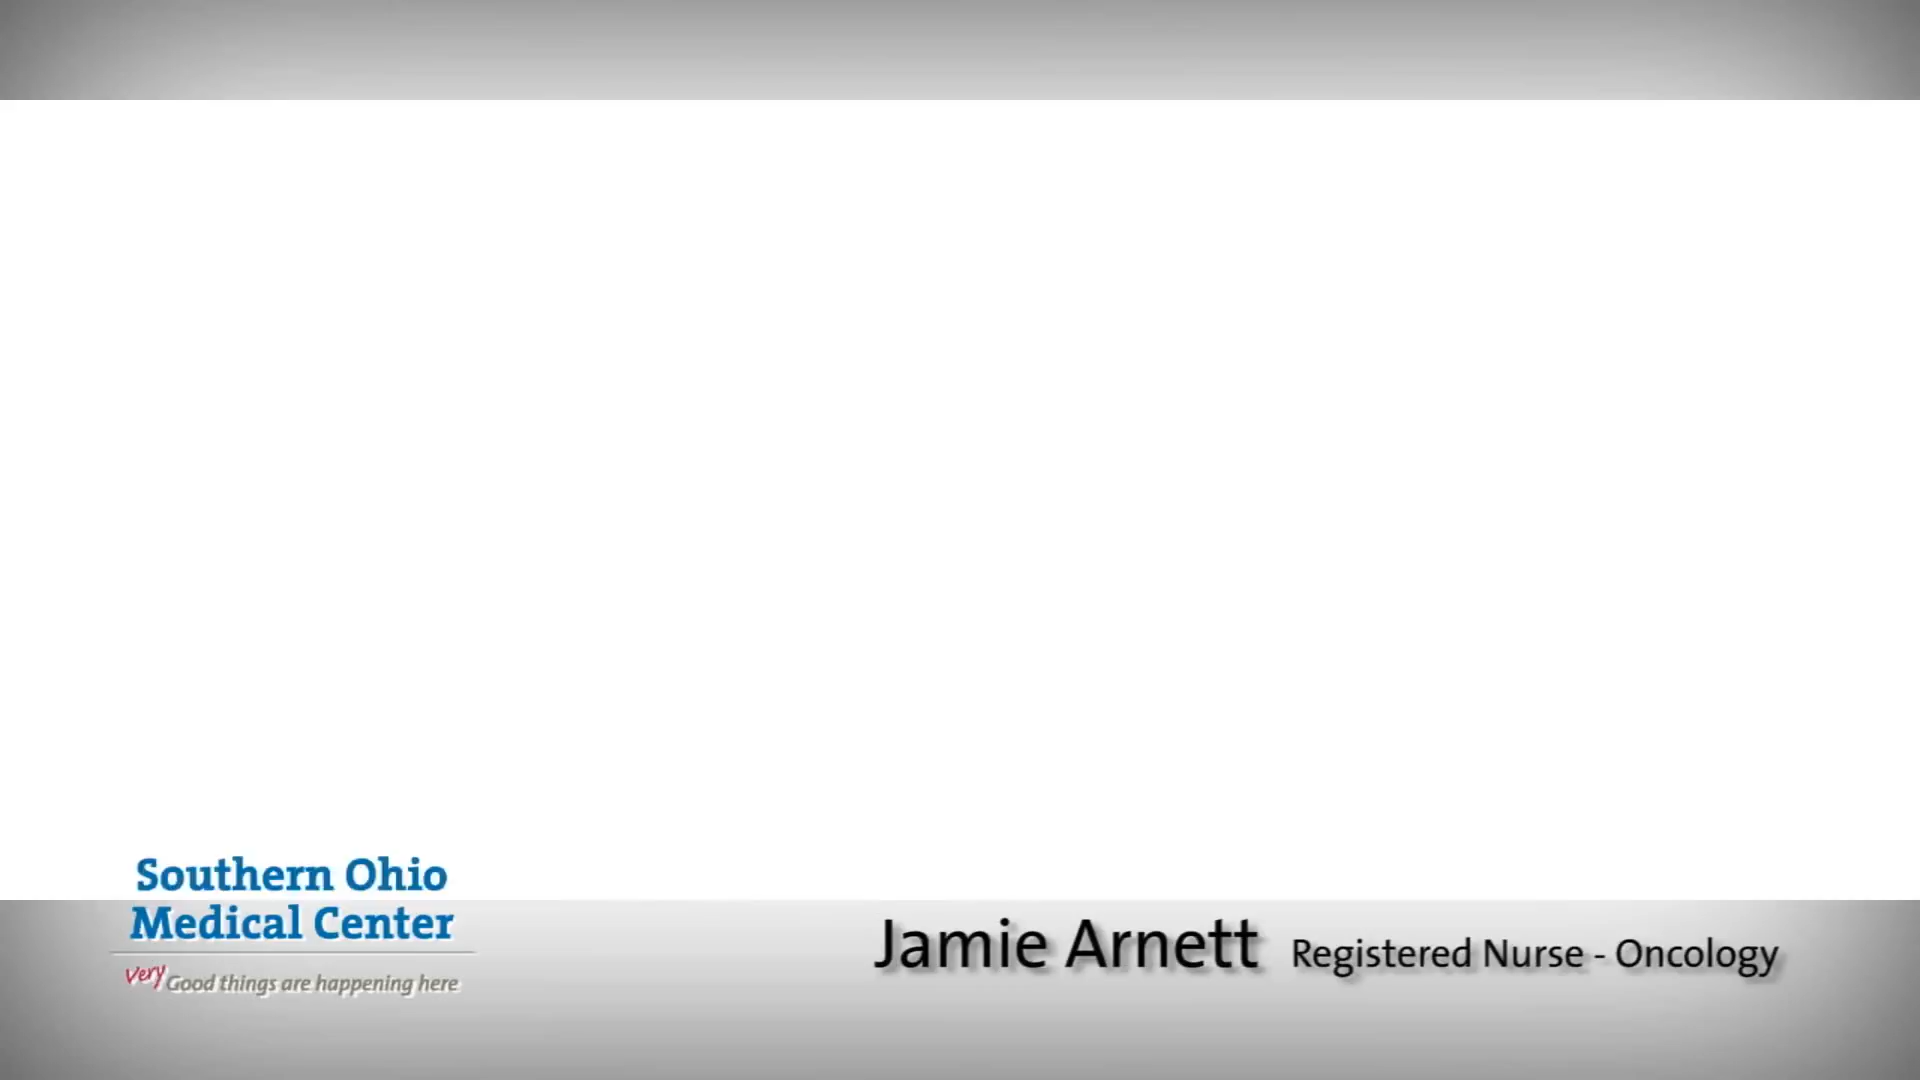 Southern Ohio
Medical Center
very Good things are happening here
Jamie Arnett Registered Nurse - Oncology